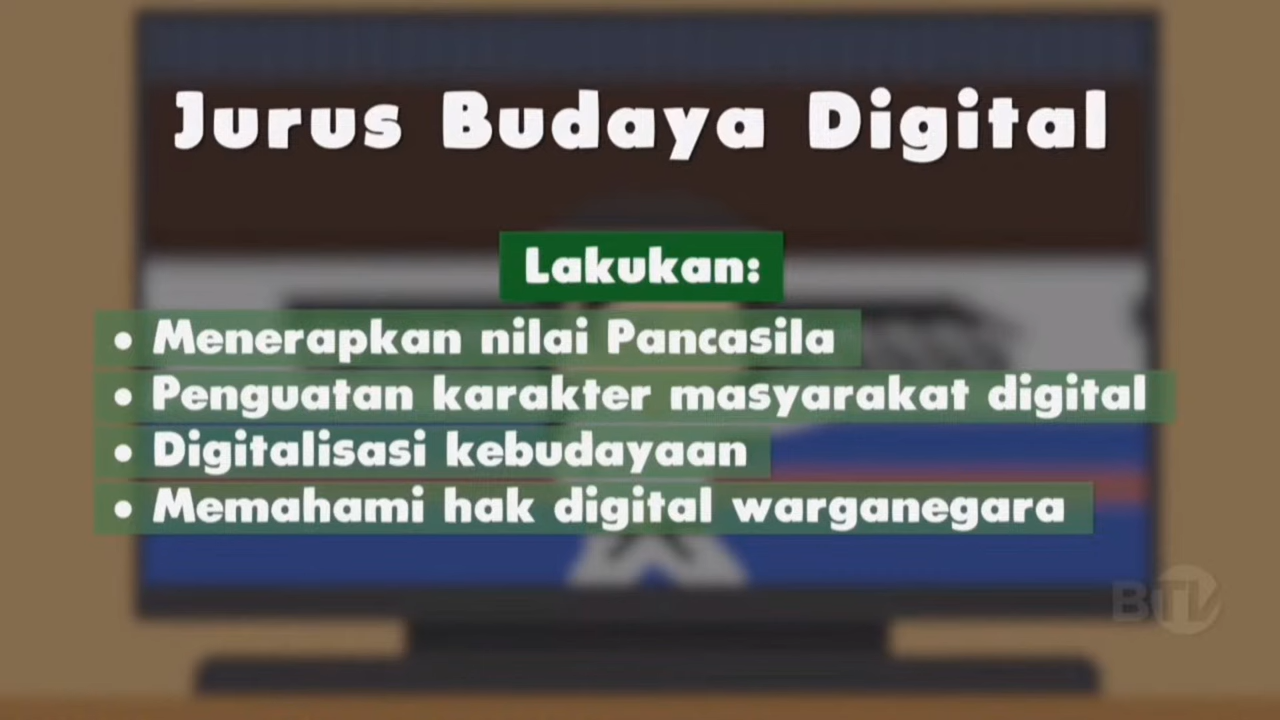 Jurus Budaya Digital
Lakukan:
• Menerapkan nilai Pancasila
• Penguatan karakter masyarakat digital
• Digitalisasi kebudayaan
• Memahami hak digital warganegara
BTV